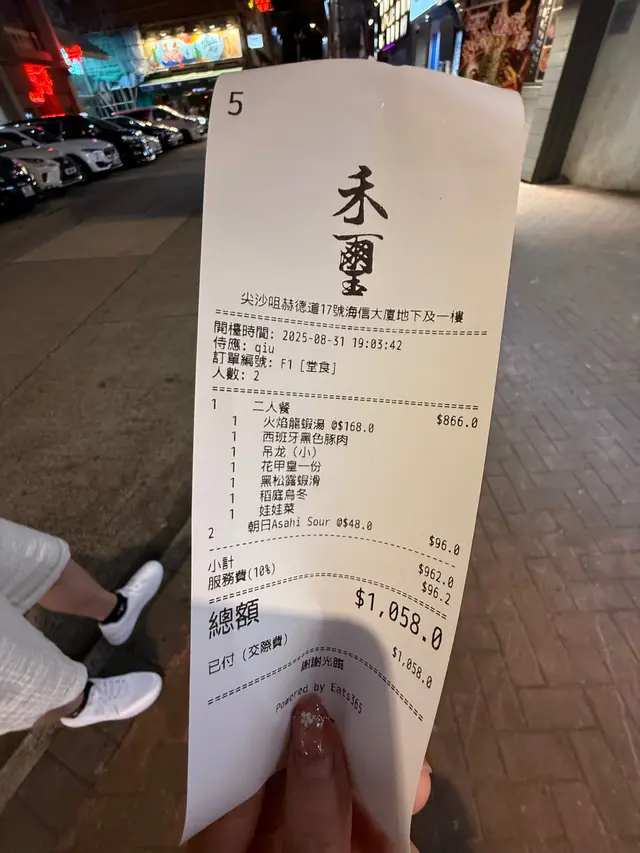 5
禾
璽
尖沙咀赫德道17號海信大廈地下及一樓
開檯時間: 2025-08-31 19:03:42
侍應: qiu
訂單編號: F1 [堂食]
人數: 2
1 二人餐 $866.0
1 火焰龍蝦湯 @$168.0
1 西班牙黑色豚肉
1 吊龙 (小)
1 花甲皇一份
1 黑松露蝦滑
1 稻庭烏冬
1 娃娃菜
2 朝日Asahi Sour @$48.0 $96.0
小計 $962.0
服務費(10%) $96.2
總額 $1,058.0
已付 (交際費) $1,058.0
謝謝光臨
Powered by Eats365